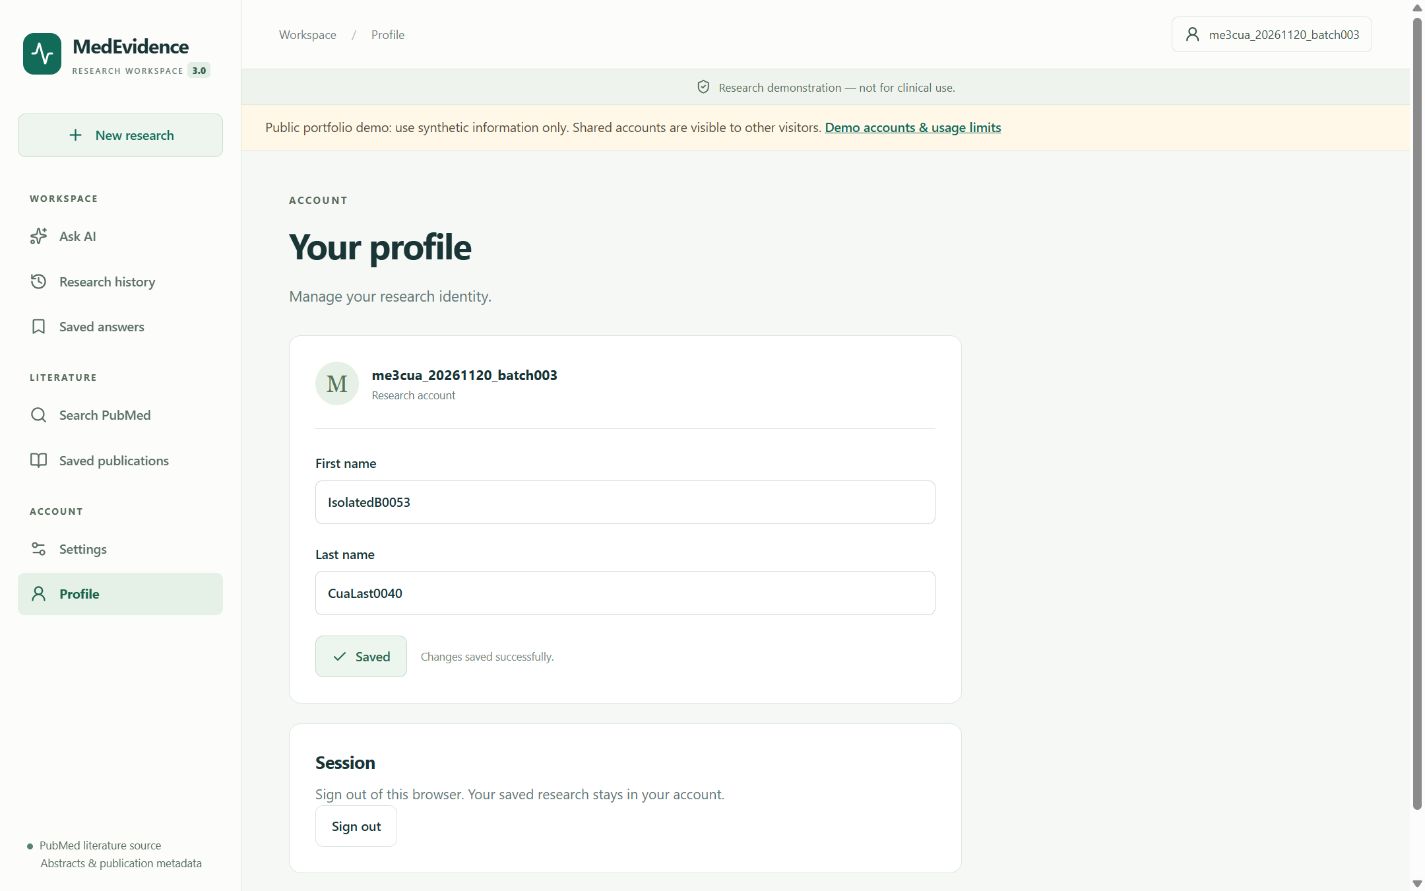 MedEvidence
RESEARCH WORKSPACE 3.0
New research
WORKSPACE
Ask AI
Research history
Saved answers
LITERATURE
Search PubMed
Saved publications
ACCOUNT
Settings
Profile
PubMed literature source
Abstracts & publication metadata
Workspace / Profile
me3cua_20261120_batch003
Research demonstration — not for clinical use.
Public portfolio demo: use synthetic information only. Shared accounts are visible to other visitors. Demo accounts & usage limits
ACCOUNT
Your profile
Manage your research identity.
M
me3cua_20261120_batch003
Research account
First name
IsolatedB0053
Last name
CuaLast0040
Saved
Changes saved successfully.
Session
Sign out of this browser. Your saved research stays in your account.
Sign out